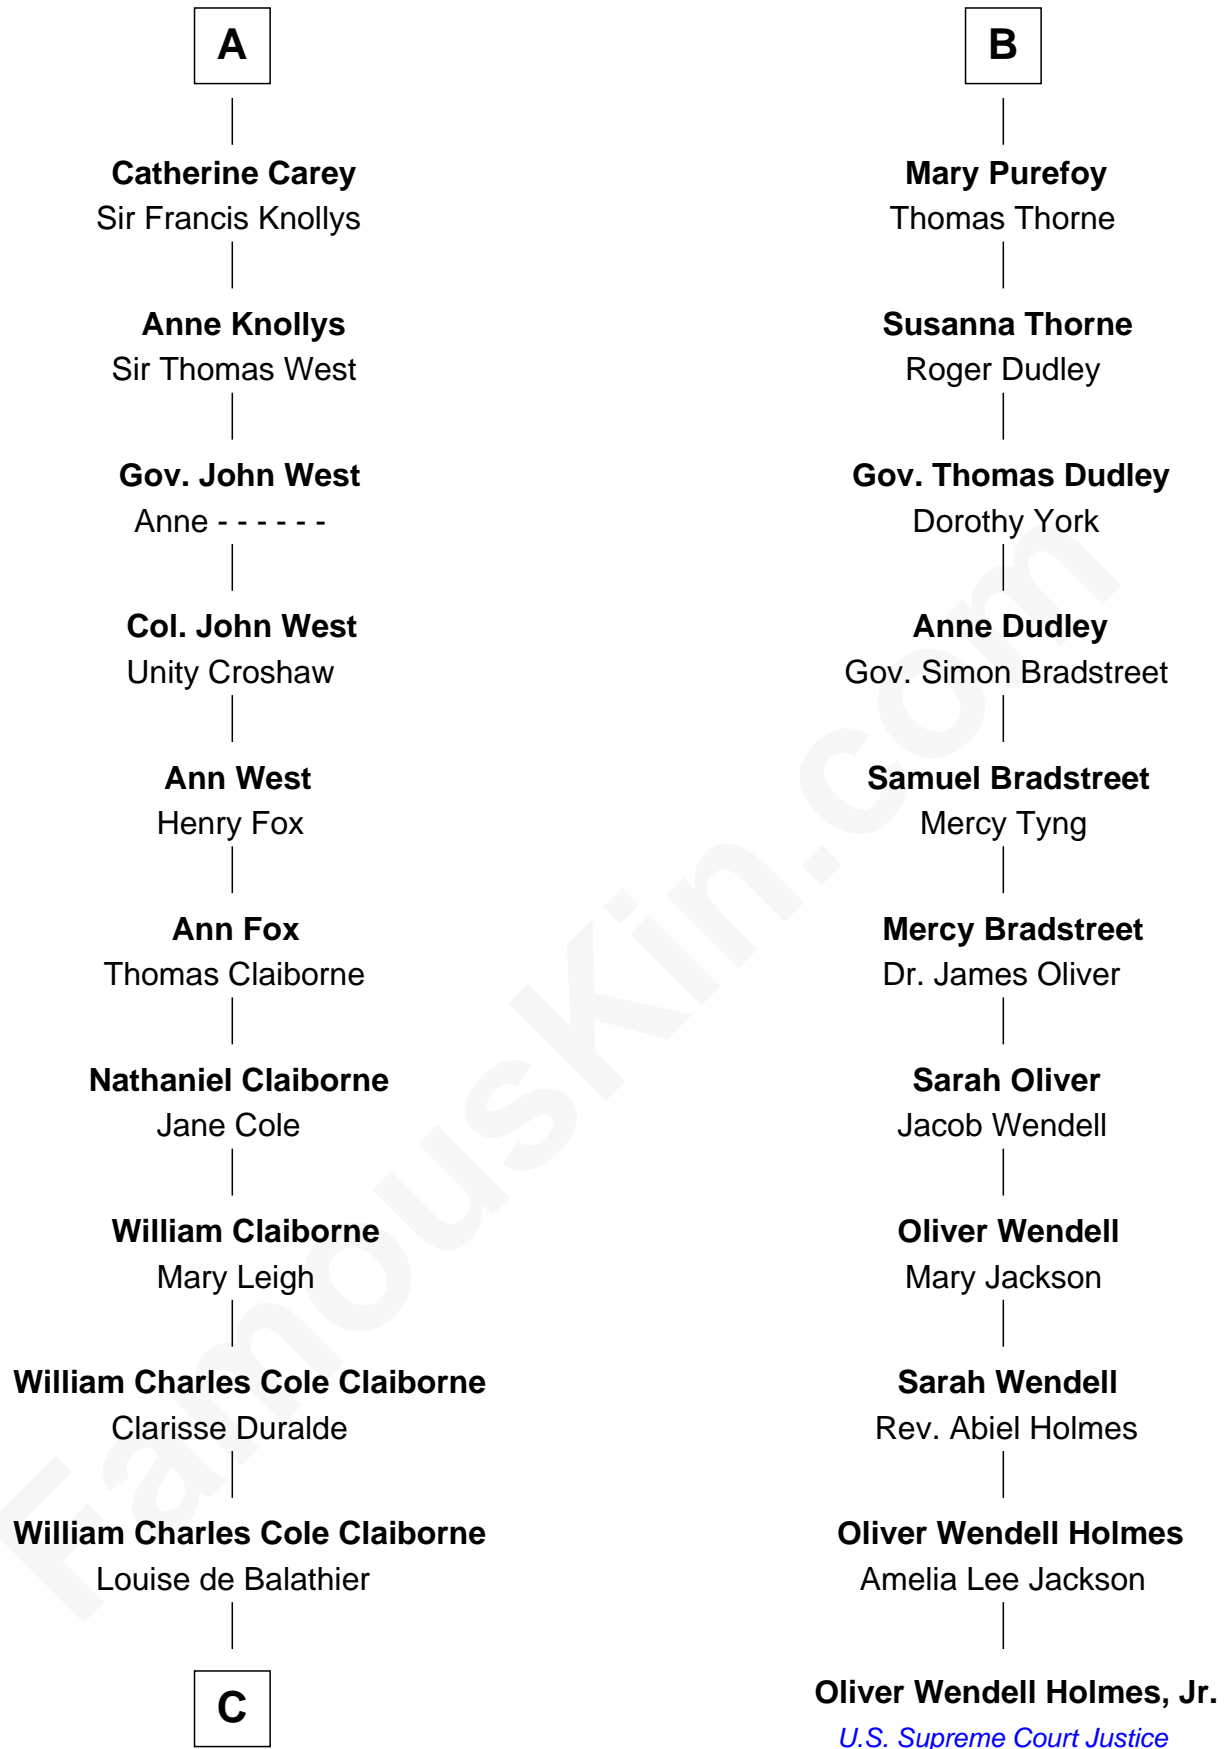 A
Catherine Carey
Sir Francis Knollys
Anne Knollys
Sir Thomas West
Gov. John West
Anne - - - - - -
Col. John West
Unity Croshaw
Ann West
Henry Fox
Ann Fox
Thomas Claiborne
Nathaniel Claiborne
Jane Cole
William Claiborne
Mary Leigh
William Charles Cole Claiborne
Clarisse Duralde
William Charles Cole Claiborne
Louise de Balathier
C
B
Mary Purefoy
Thomas Thorne
Susanna Thorne
Roger Dudley
Gov. Thomas Dudley
Dorothy York
Anne Dudley
Gov. Simon Bradstreet
Samuel Bradstreet
Mercy Tyng
Mercy Bradstreet
Dr. James Oliver
Sarah Oliver
Jacob Wendell
Oliver Wendell
Mary Jackson
Sarah Wendell
Rev. Abiel Holmes
Oliver Wendell Holmes
Amelia Lee Jackson
Oliver Wendell Holmes, Jr.
U.S. Supreme Court Justice
FamousKin.com